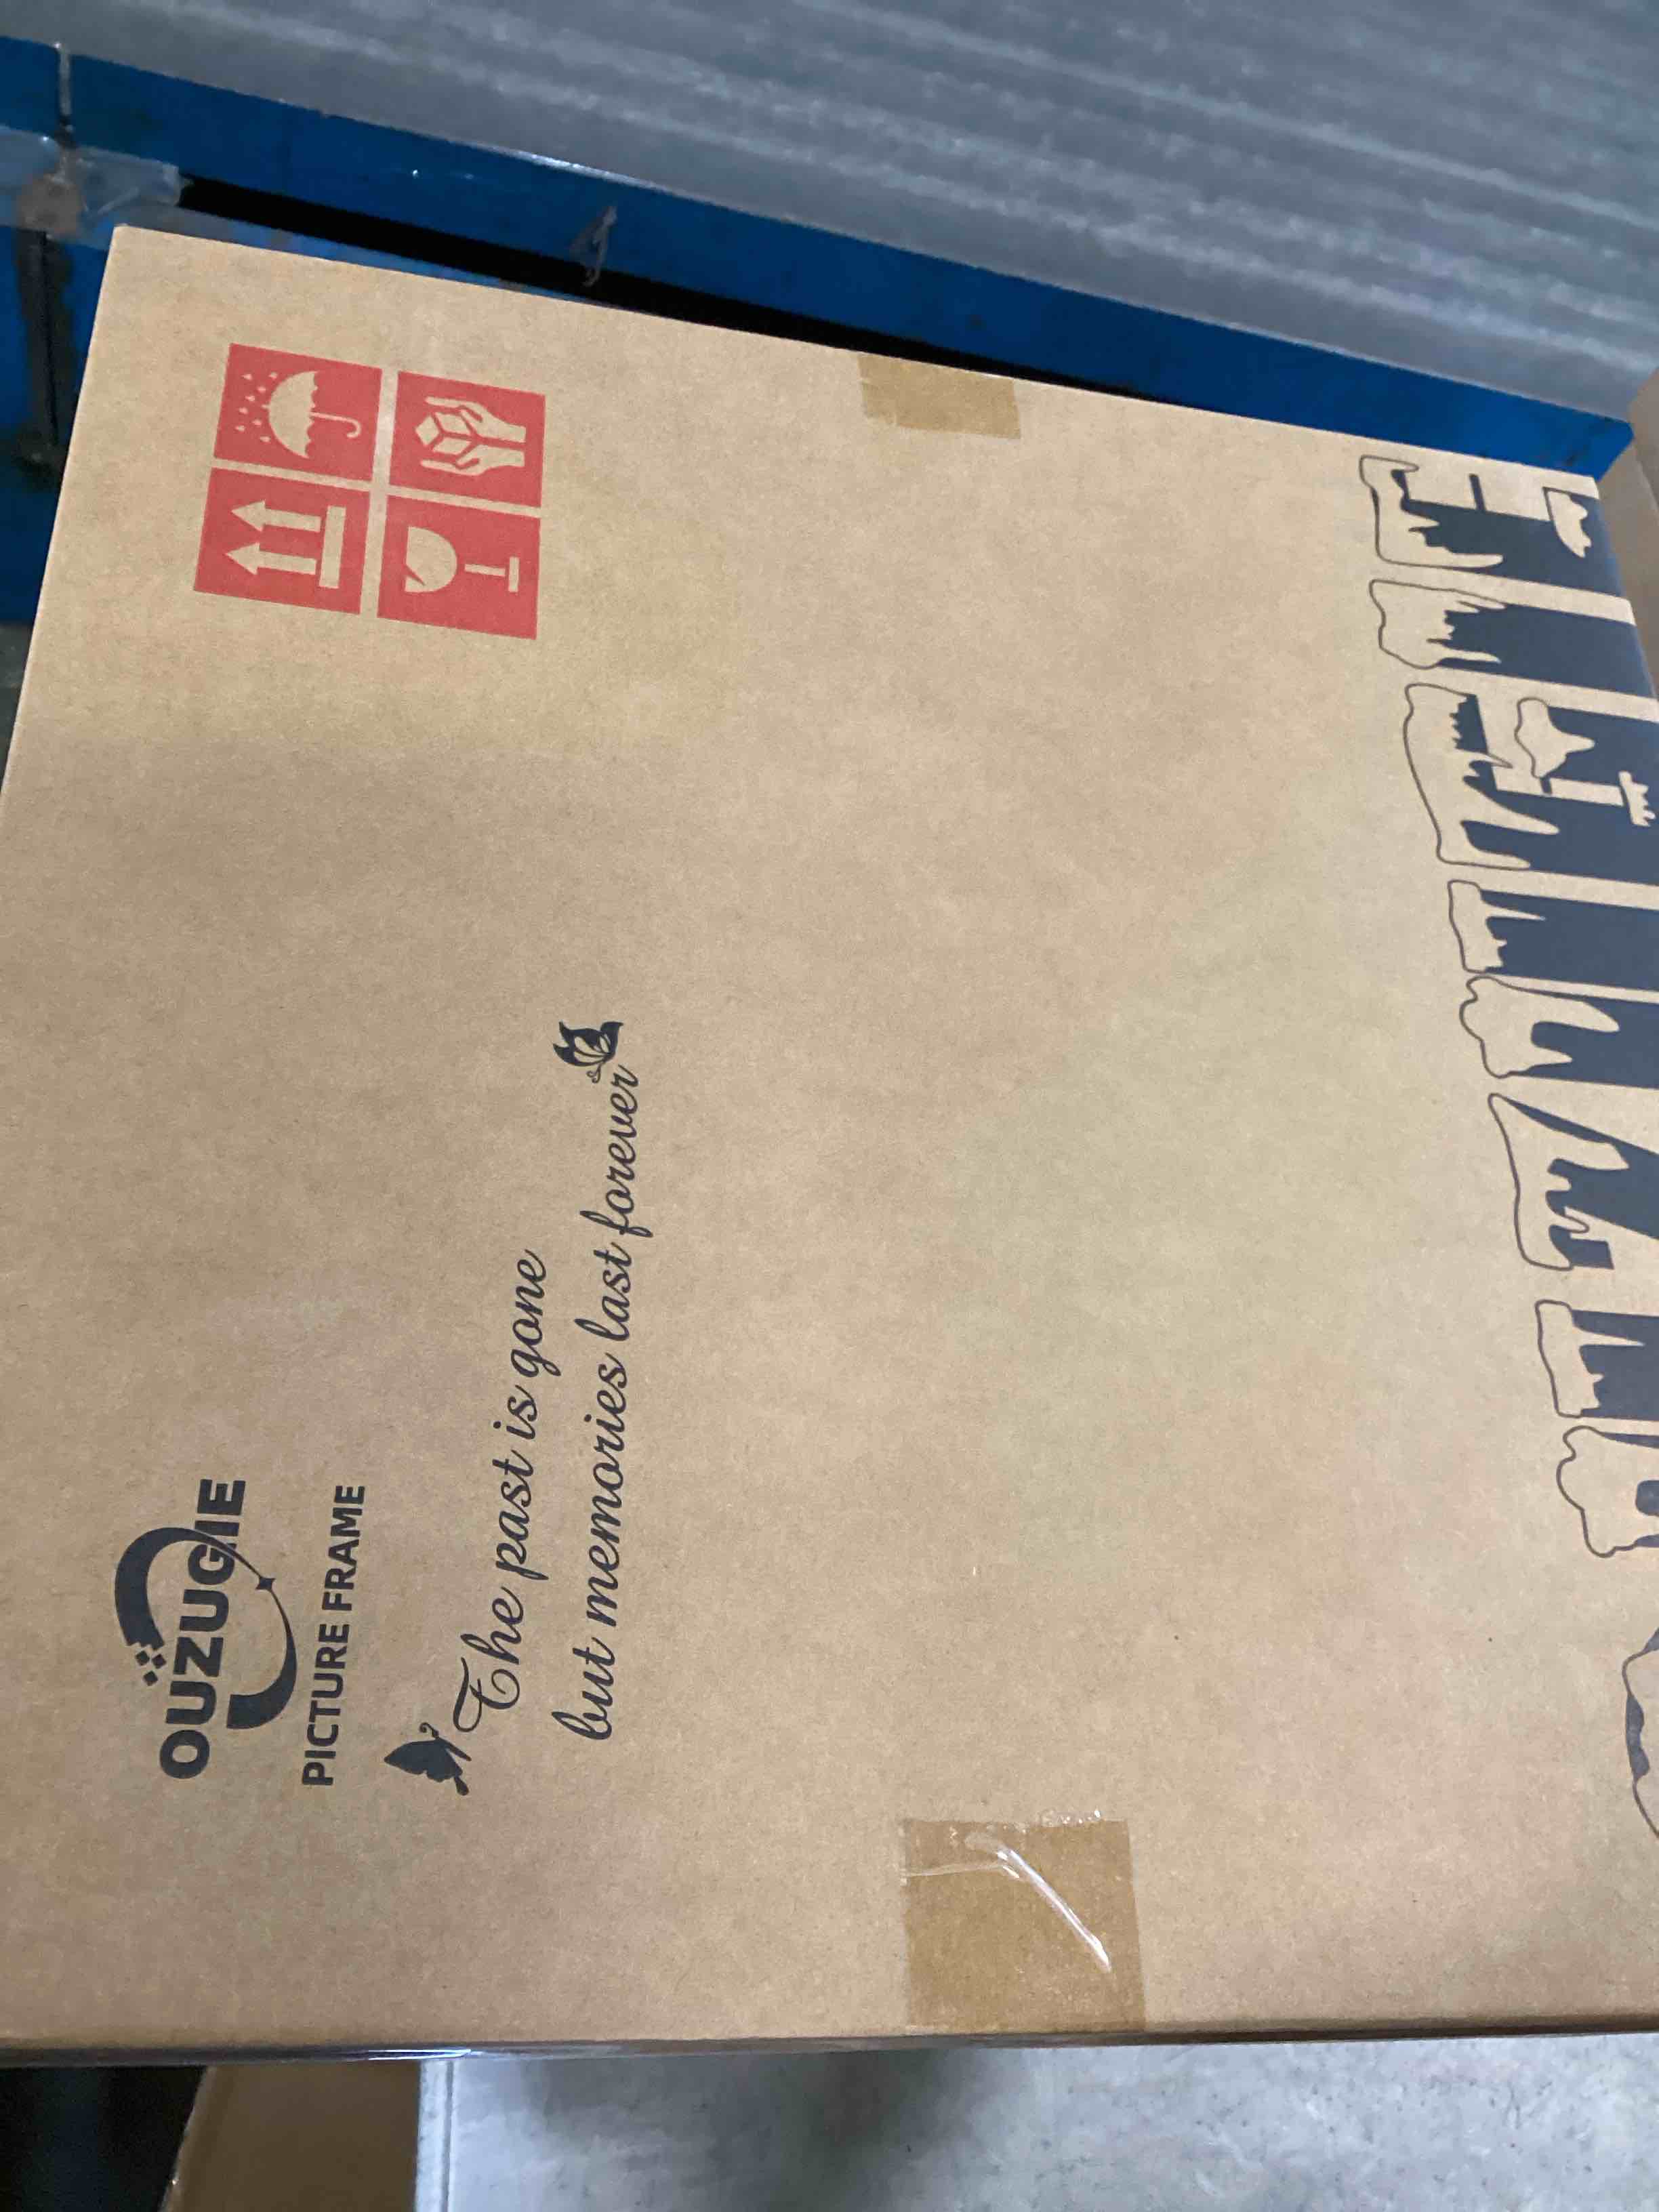 OUZUGIE
PICTURE FRAME
The past is gone
but memories last forever